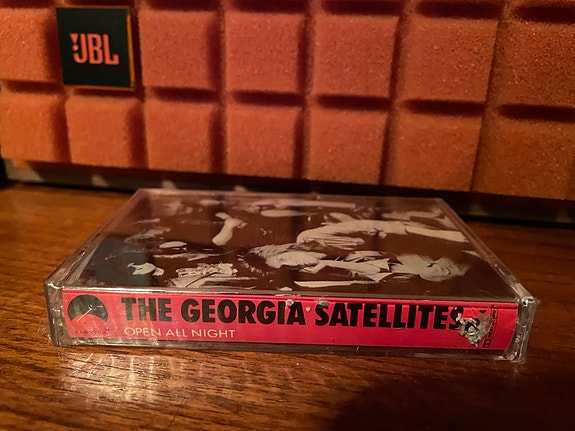 JBL
THE GEORGIA SATELLITES
OPEN ALL NIGHT